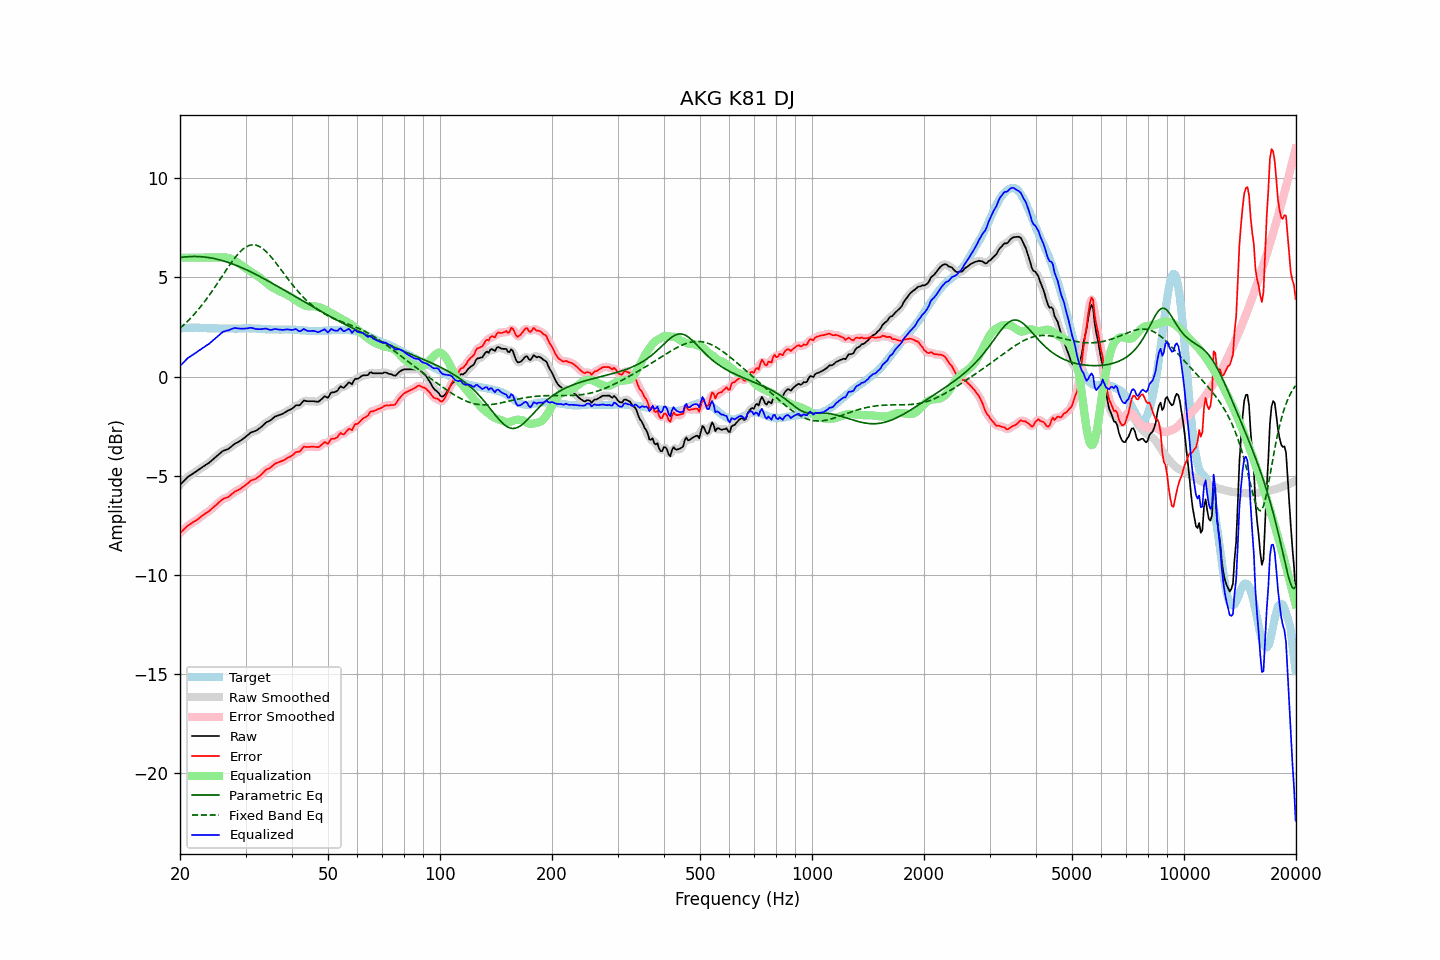 AKG K81 DJ
Amplitude (dBr)
10
5
0
−5
−10
−15
−20
Target
Raw Smoothed
Error Smoothed
Raw
Error
Equalization
Parametric Eq
Fixed Band Eq
Equalized
20 50 100 200 500 1000 2000 5000 10000 20000
Frequency (Hz)